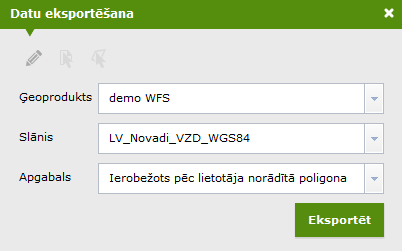 Datu eksportēšana
Ģeoprodukts demo WFS
Slānis LV_Novadi_VZD_WGS84
Apgabals Ierobežots pēc lietotāja norādītā poligona
Eksportēt